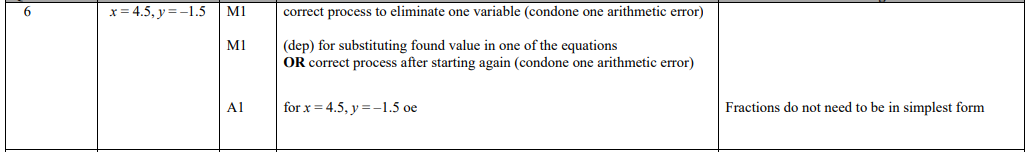 6 x = 4.5, y = –1.5 M1 correct process to eliminate one variable (condone one arithmetic error)
M1 (dep) for substituting found value in one of the equations
OR correct process after starting again (condone one arithmetic error)
A1 for x = 4.5, y = –1.5 oe Fractions do not need to be in simplest form